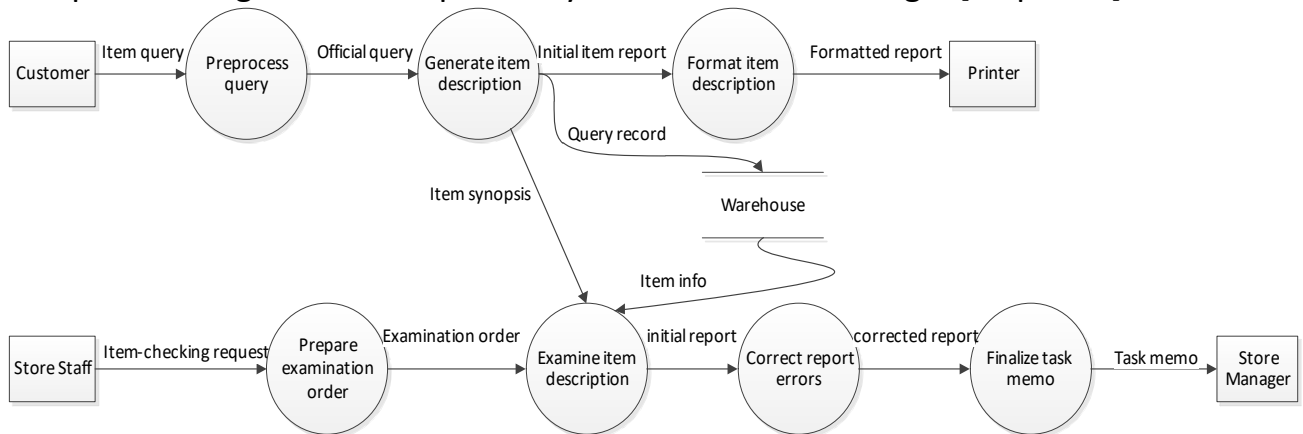 Customer
Item query
Preprocess
query
Official query
Generate item
description
Initial item report
Format item
description
Formatted report
Printer
Query record
Item synopsis
Warehouse
Item info
Store Staff
Item-checking request
Prepare
examination
order
Examination order
Examine item
description
initial report
Correct report
errors
corrected report
Finalize task
memo
Task memo
Store
Manager